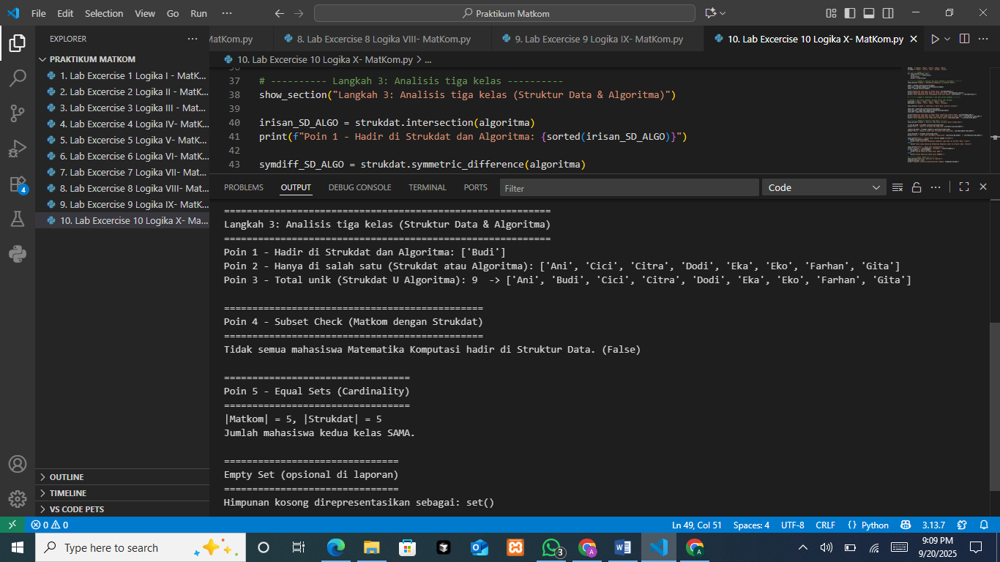 File Edit Selection View Go Run ···
Praktikum Matkom
EXPLORER
PRAKTIKUM MATKOM
1. Lab Excercise 1 Logika I - MatK...
2. Lab Excercise 2 Logika II - MatK...
3. Lab Excercise 3 Logika III - Mat...
4. Lab Excercise 4 Logika IV- MatK...
5. Lab Excercise 5 Logika V- MatK...
6. Lab Excercise 6 Logika VI- MatK...
7. Lab Excercise 7 Logika VII- Mat...
8. Lab Excercise 8 Logika VIII- Mat...
9. Lab Excercise 9 Logika IX- MatK...
10. Lab Excercise 10 Logika X- Ma...
4
OUTLINE
TIMELINE
VS CODE PETS
MatKom.py 8. Lab Excercise 8 Logika VIII- MatKom.py 9. Lab Excercise 9 Logika IX- MatKom.py 10. Lab Excercise 10 Logika X- MatKom.py
10. Lab Excercise 10 Logika X- MatKom.py > ...
37 # ---------- Langkah 3: Analisis tiga kelas ----------
38 show_section("Langkah 3: Analisis tiga kelas (Struktur Data & Algoritma)")
39
40 irisan_SD_ALGO = strukdat.intersection(algoritma)
41 print(f"Poin 1 - Hadir di Strukdat dan Algoritma: {sorted(irisan_SD_ALGO)}")
42
43 symdiff_SD_ALGO = strukdat.symmetric_difference(algoritma)
PROBLEMS OUTPUT DEBUG CONSOLE TERMINAL PORTS Filter Code
==========================================================
Langkah 3: Analisis tiga kelas (Struktur Data & Algoritma)
==========================================================
Poin 1 - Hadir di Strukdat dan Algoritma: ['Budi']
Poin 2 - Hanya di salah satu (Strukdat atau Algoritma): ['Ani', 'Cici', 'Citra', 'Dodi', 'Eka', 'Eko', 'Farhan', 'Gita']
Poin 3 - Total unik (Strukdat U Algoritma): 9  -> ['Ani', 'Budi', 'Cici', 'Citra', 'Dodi', 'Eka', 'Eko', 'Farhan', 'Gita']
==============================================
Poin 4 - Subset Check (Matkom dengan Strukdat)
==============================================
Tidak semua mahasiswa Matematika Komputasi hadir di Struktur Data. (False)
=================================
Poin 5 - Equal Sets (Cardinality)
=================================
|Matkom| = 5, |Strukdat| = 5
Jumlah mahasiswa kedua kelas SAMA.
===============================
Empty Set (opsional di laporan)
===============================
Himpunan kosong direpresentasikan sebagai: set()
0 0 Ln 49, Col 51 Spaces: 4 UTF-8 CRLF {} Python 3.13.7
Type here to search
3
9:09 PM
9/20/2025